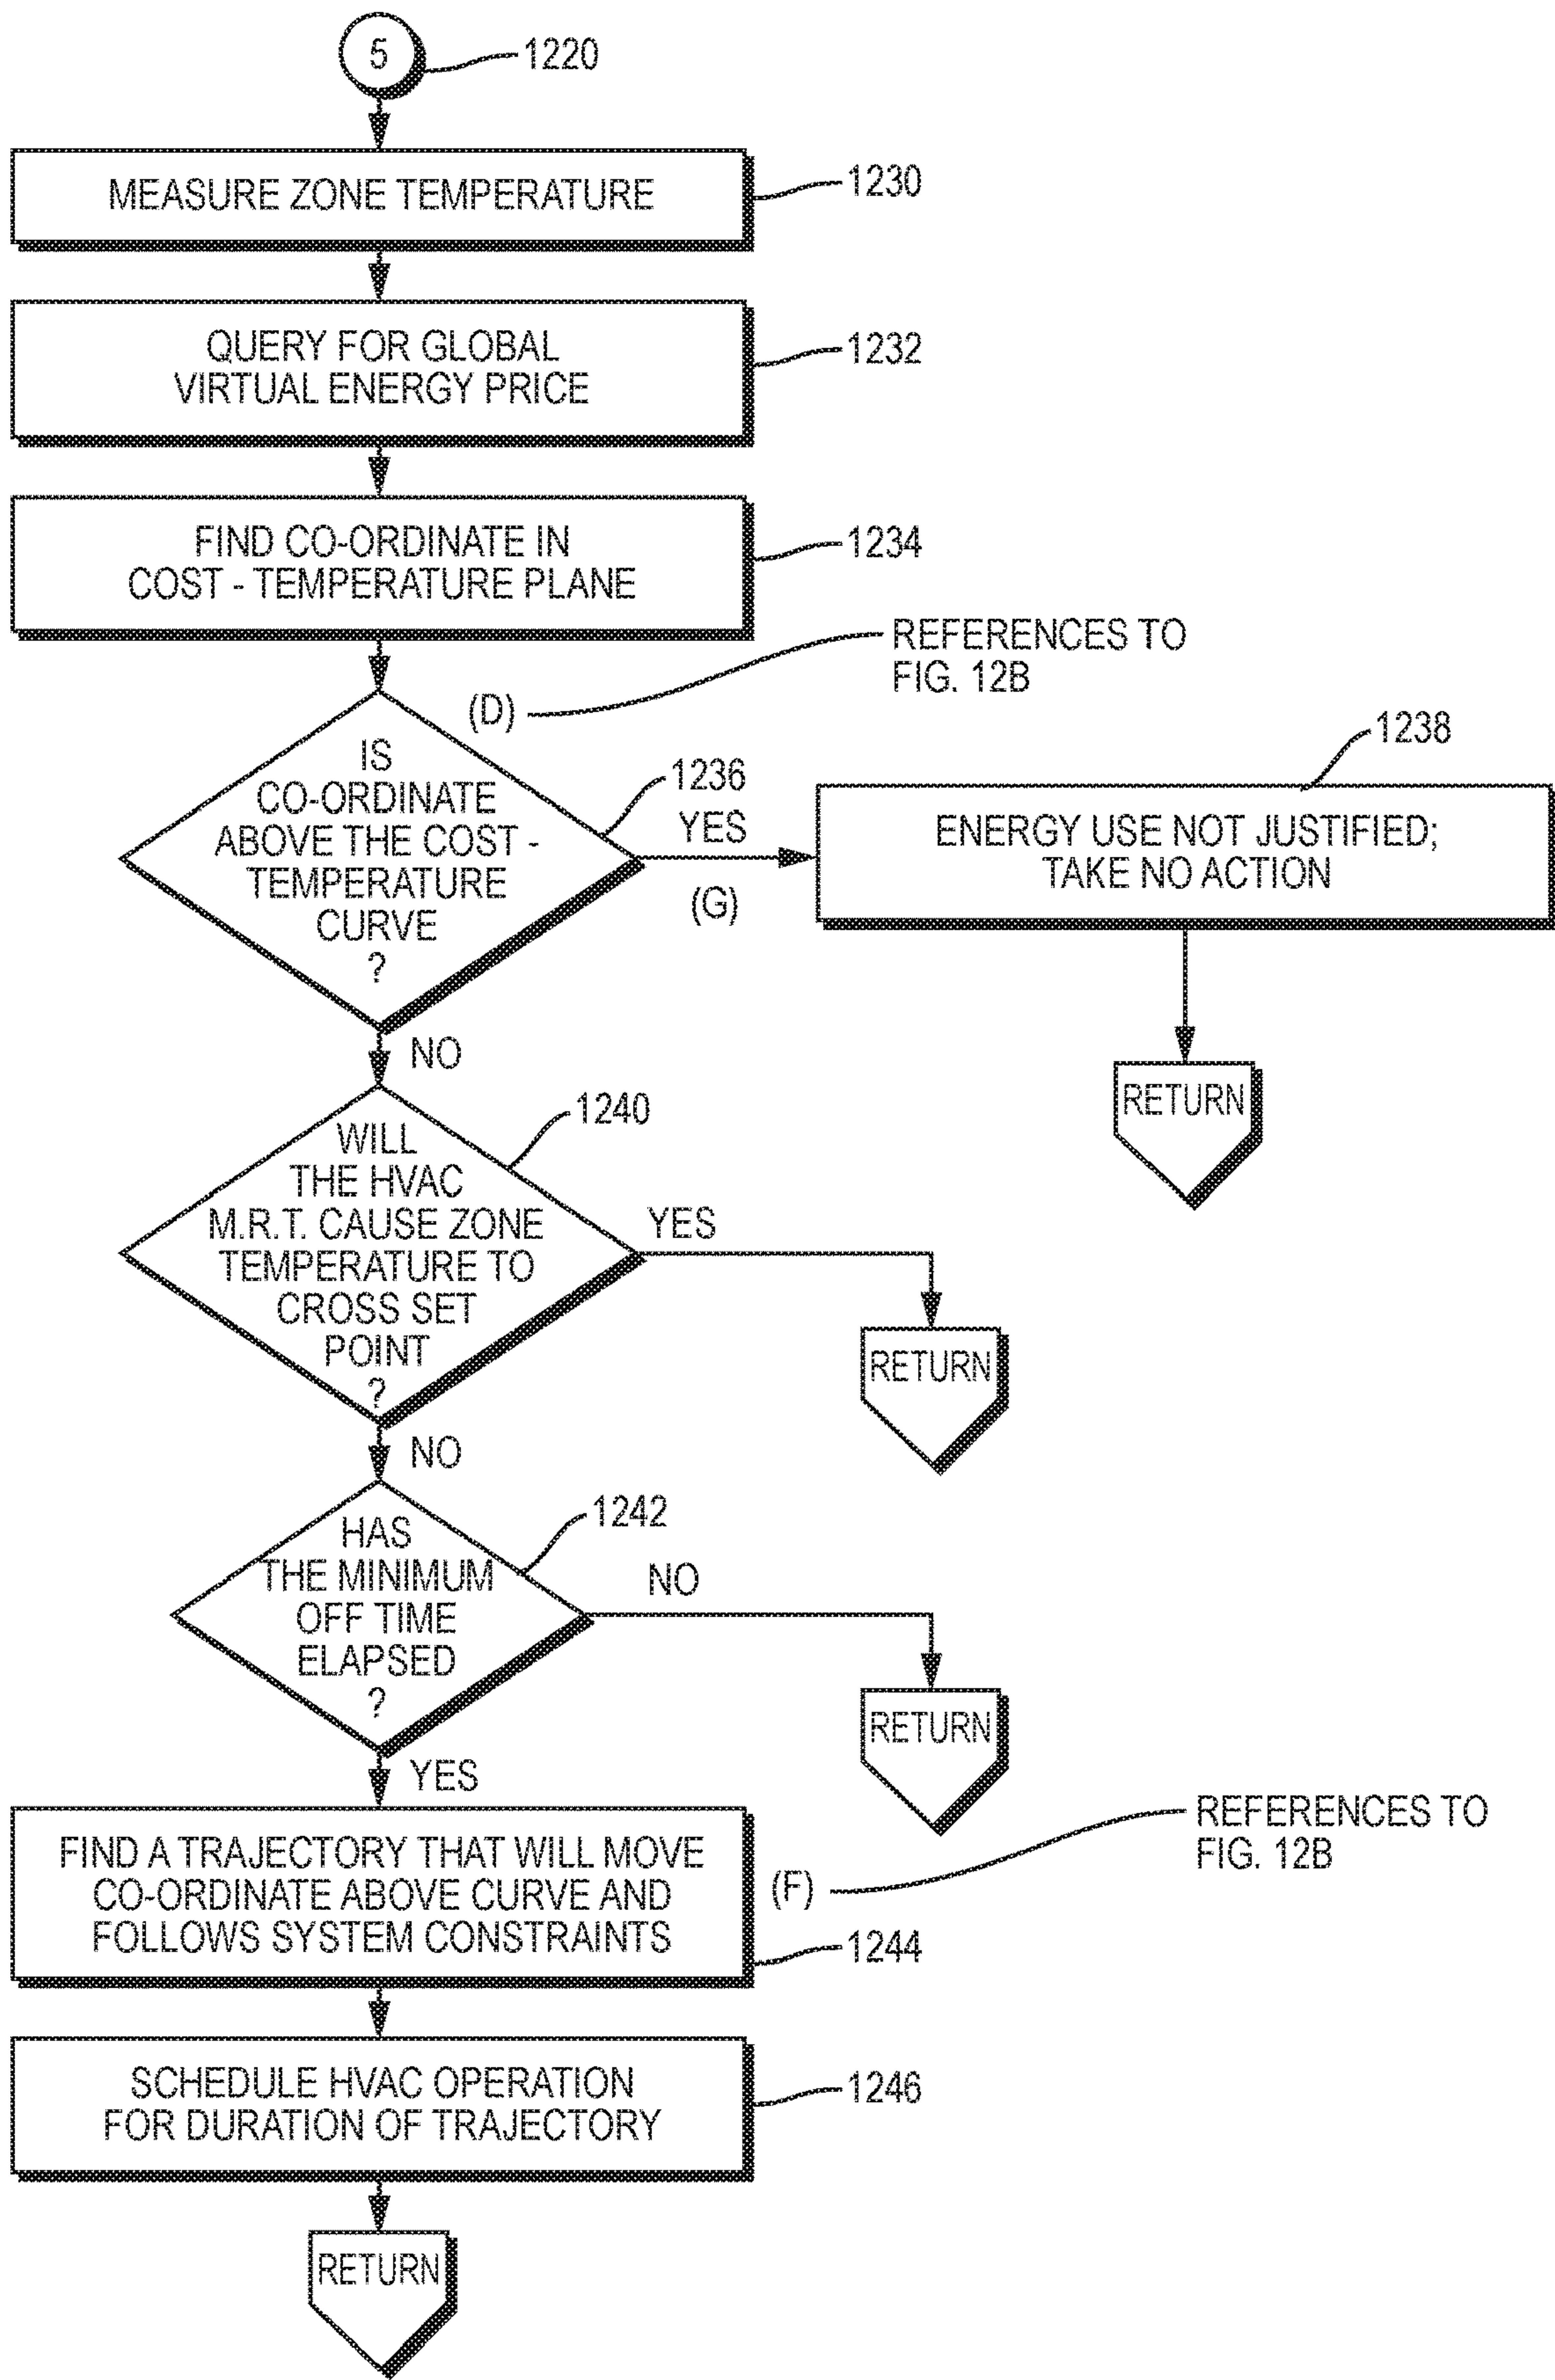 5
1220
MEASURE ZONE TEMPERATURE
1230
QUERY FOR GLOBAL
VIRTUAL ENERGY PRICE
1232
FIND CO-ORDINATE IN
COST - TEMPERATURE PLANE
1234
REFERENCES TO
FIG. 12B
(D)
IS
CO-ORDINATE
ABOVE THE COST -
TEMPERATURE
CURVE
?
1236
YES
(G)
1238
ENERGY USE NOT JUSTIFIED;
TAKE NO ACTION
RETURN
NO
1240
WILL
THE HVAC
M.R.T. CAUSE ZONE
TEMPERATURE TO
CROSS SET
POINT
?
YES
RETURN
NO
1242
HAS
THE MINIMUM
OFF TIME
ELAPSED
?
NO
RETURN
YES
FIND A TRAJECTORY THAT WILL MOVE
CO-ORDINATE ABOVE CURVE AND
FOLLOWS SYSTEM CONSTRAINTS
(F)
REFERENCES TO
FIG. 12B
1244
SCHEDULE HVAC OPERATION
FOR DURATION OF TRAJECTORY
1246
RETURN